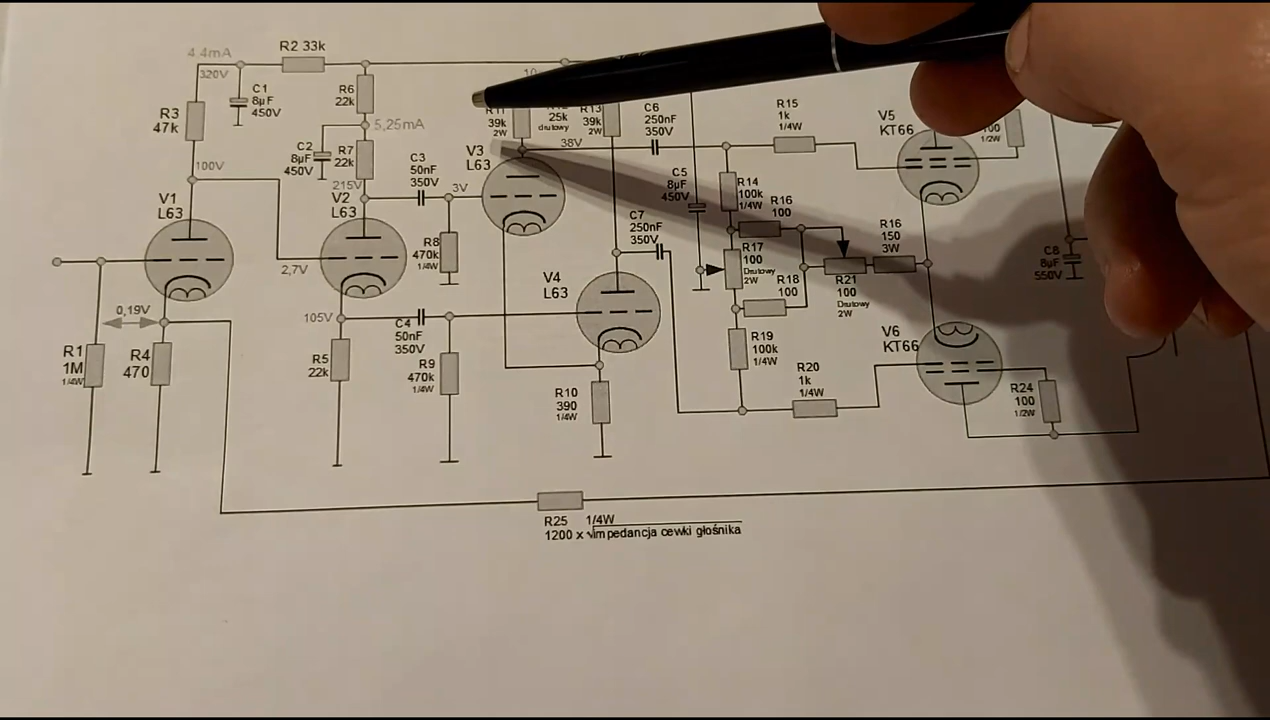 4,4mA
320V
R2 33k
C1
8µF
450V
R3
47k
R6
22k
5,25mA
C2
8µF
450V
R7
22k
100V
215V
V1
L63
V2
L63
C3
50nF
350V
3V
2,7V
R8
470k
1/4W
0,19V
105V
R1
1M
1/4W
R4
470
R5
22k
C4
50nF
350V
R9
470k
1/4W
R11
39k
2W
25k
drutowy
R13
39k
2W
38V
V3
L63
V4
L63
R10
390
1/4W
C6
250nF
350V
C5
8µF
450V
C7
250nF
350V
R15
1k
1/4W
R14
100k
1/4W
R16
100
R17
100
Drutowy
2W
R18
100
R16
150
3W
R21
100
Drutowy
2W
R19
100k
1/4W
R20
1k
1/4W
V5
KT66
100
1/2W
V6
KT66
R24
100
1/2W
C8
8µF
550V
R25 1/4W
1200 x √impedancja cewki głośnika